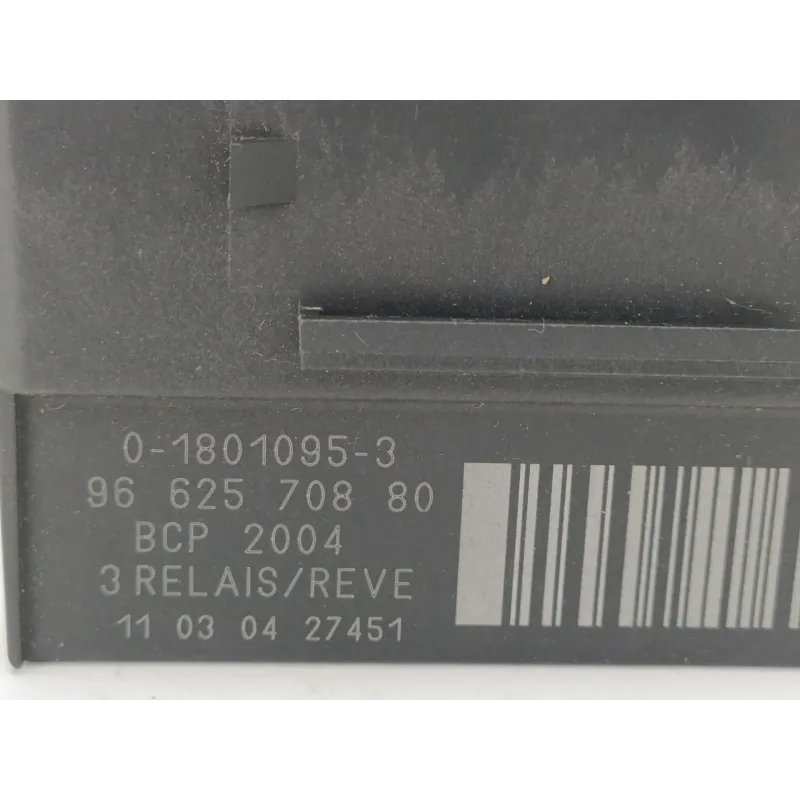 0-1801095-3
96 625 708 80
BCP 2004
3 RELAIS/REVE
11 03 04 27451